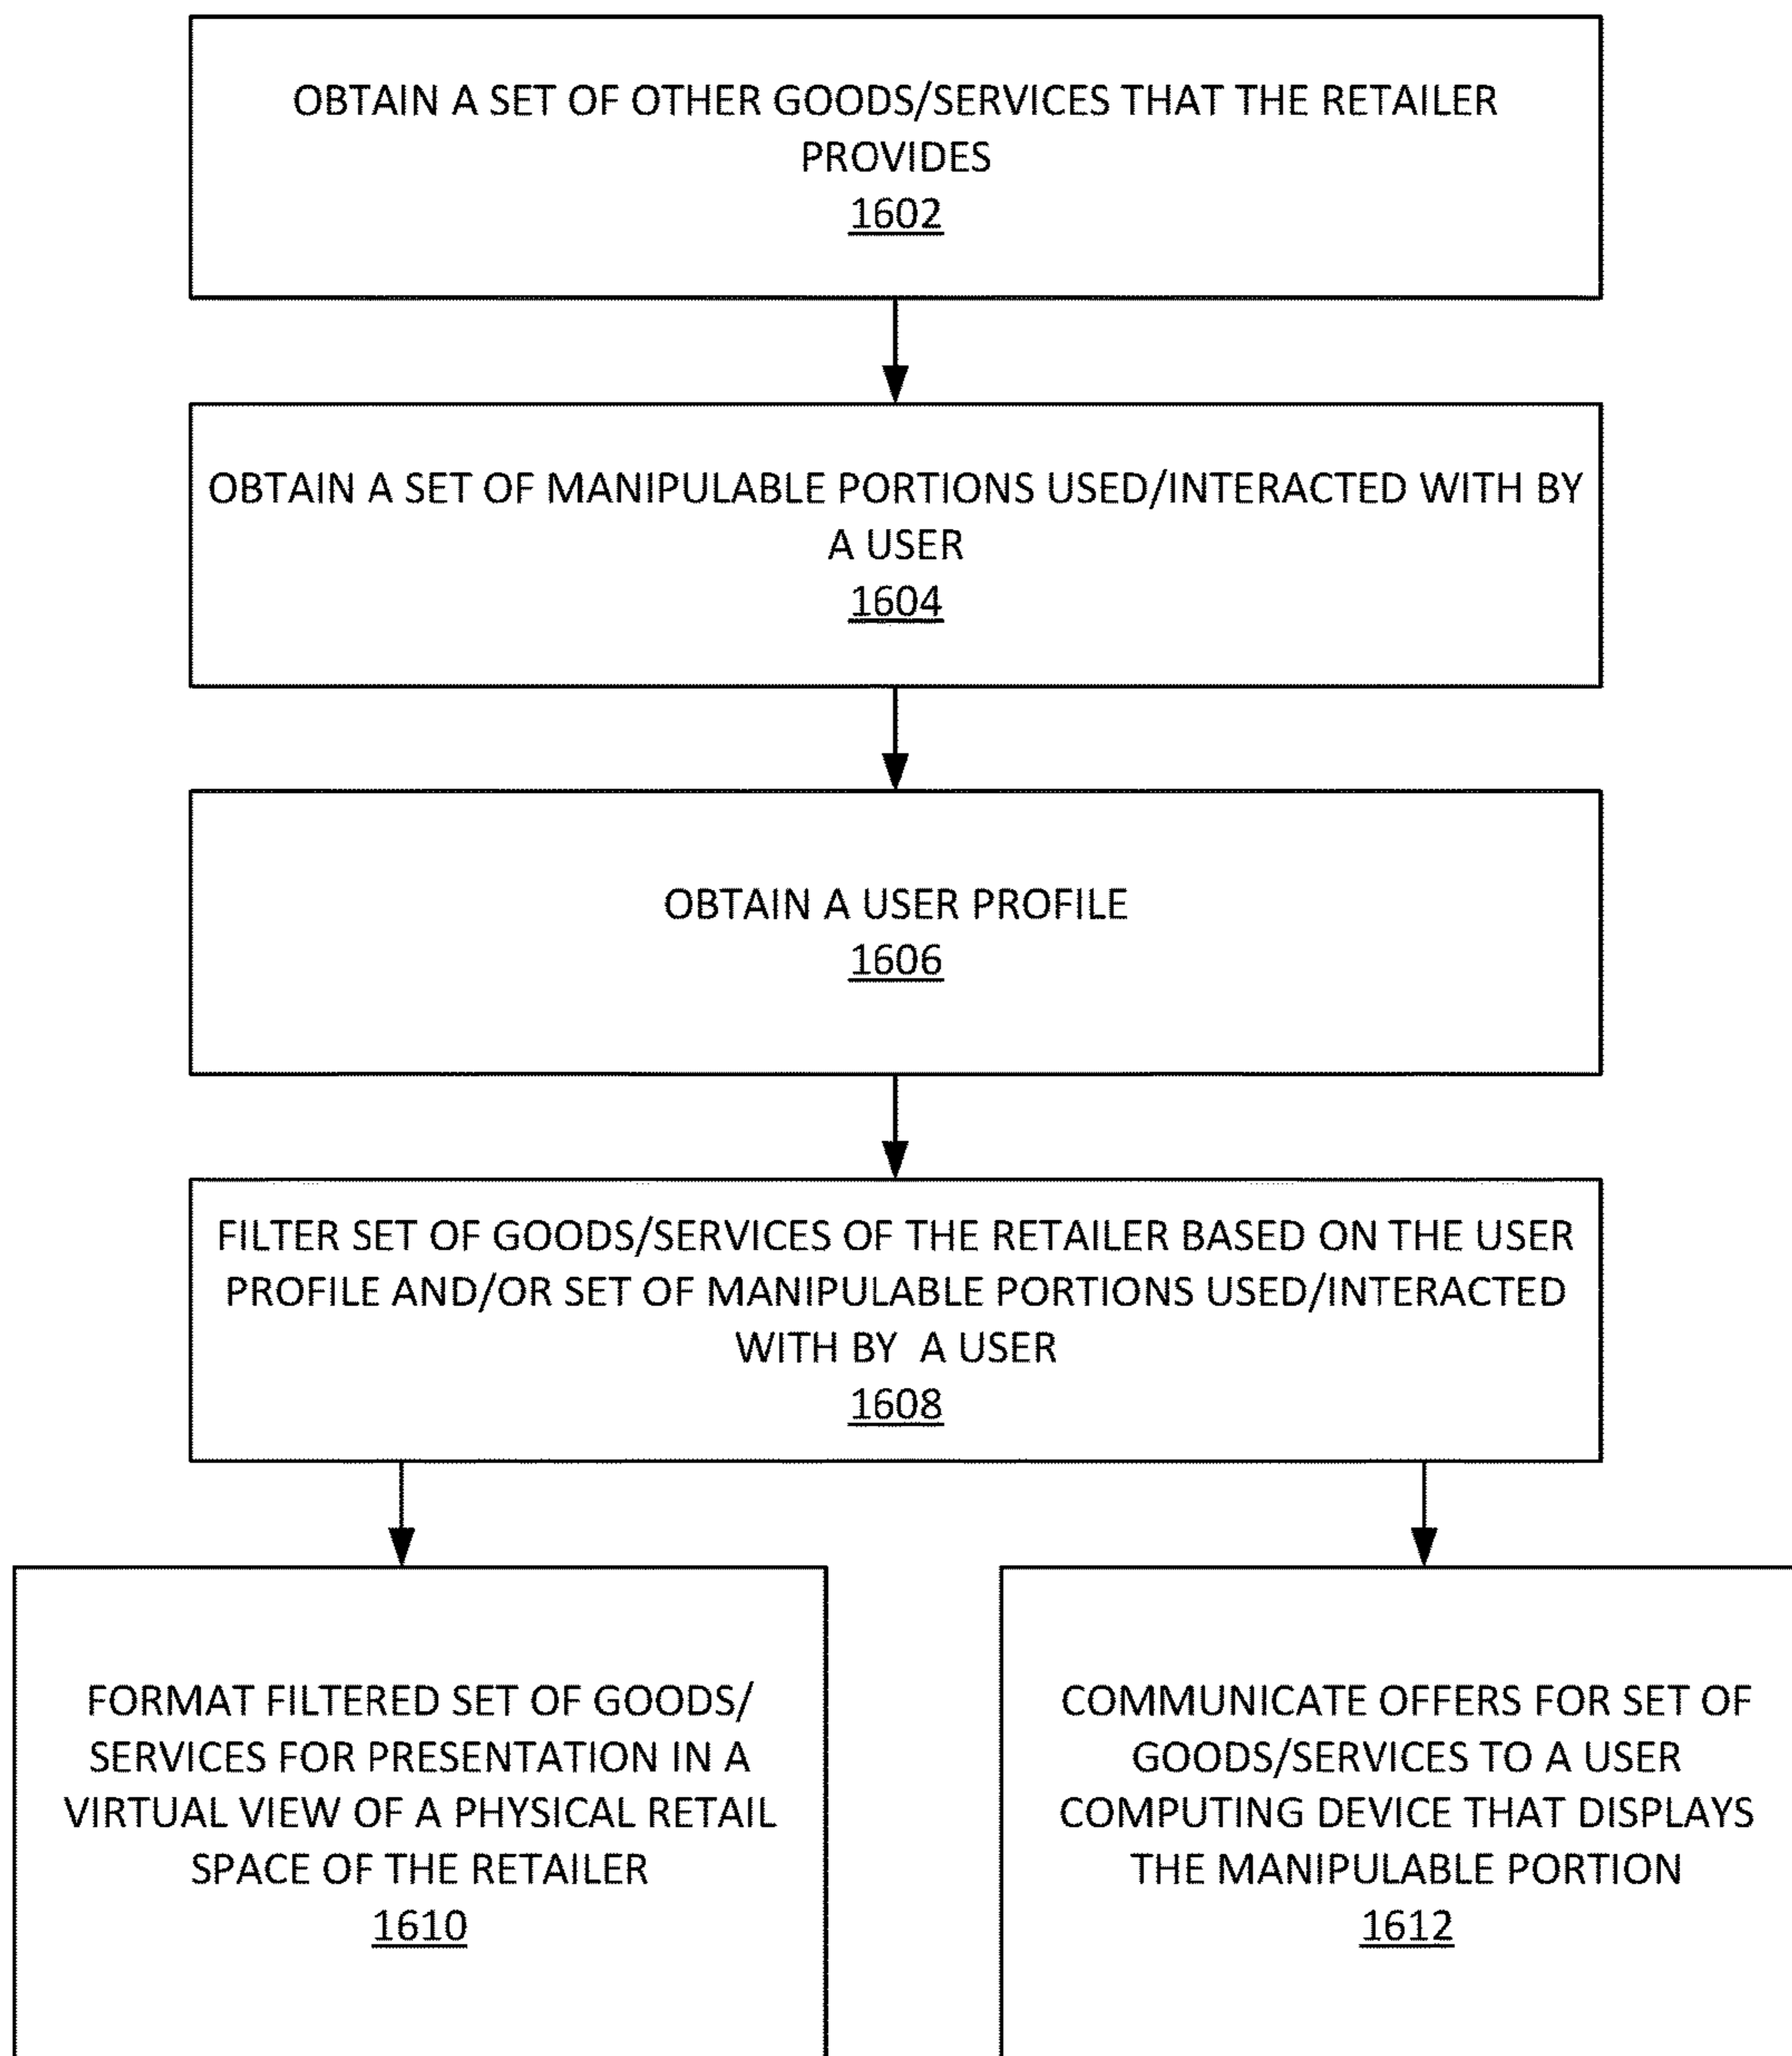 OBTAIN A SET OF OTHER GOODS/SERVICES THAT THE RETAILER
PROVIDES
1602
OBTAIN A SET OF MANIPULABLE PORTIONS USED/INTERACTED WITH BY
A USER
1604
OBTAIN A USER PROFILE
1606
FILTER SET OF GOODS/SERVICES OF THE RETAILER BASED ON THE USER
PROFILE AND/OR SET OF MANIPULABLE PORTIONS USED/INTERACTED
WITH BY A USER
1608
FORMAT FILTERED SET OF GOODS/
SERVICES FOR PRESENTATION IN A
VIRTUAL VIEW OF A PHYSICAL RETAIL
SPACE OF THE RETAILER
1610
COMMUNICATE OFFERS FOR SET OF
GOODS/SERVICES TO A USER
COMPUTING DEVICE THAT DISPLAYS
THE MANIPULABLE PORTION
1612